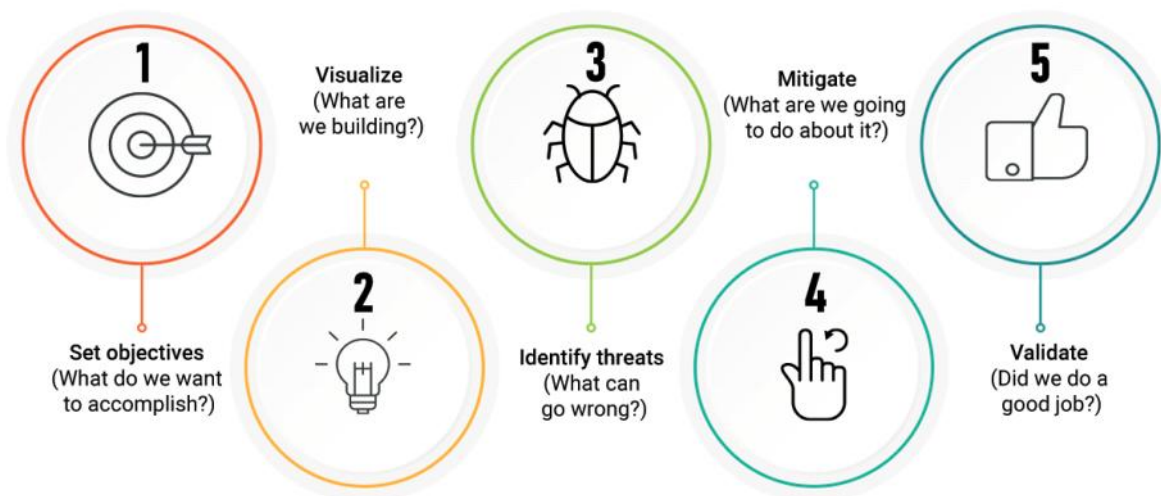 1
Set objectives
(What do we want
to accomplish?)
2
Visualize
(What are
we building?)
3
Identify threats
(What can
go wrong?)
4
Mitigate
(What are we going
to do about it?)
5
Validate
(Did we do a
good job?)